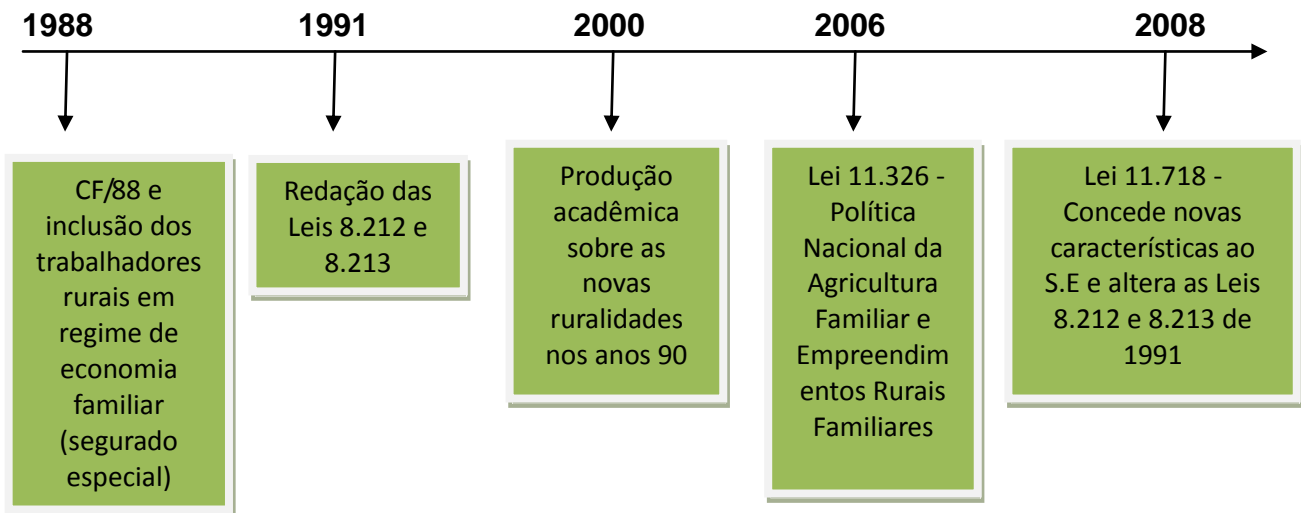 1988 1991 2000 2006 2008
CF/88 e
inclusão dos
trabalhadores
rurais em
regime de
economia
familiar
(segurado
especial)
Redação das
Leis 8.212 e
8.213
Produção
acadêmica
sobre as
novas
ruralidades
nos anos 90
Lei 11.326 -
Política
Nacional da
Agricultura
Familiar e
Empreendim
entos Rurais
Familiares
Lei 11.718 -
Concede novas
características ao
S.E e altera as Leis
8.212 e 8.213 de
1991